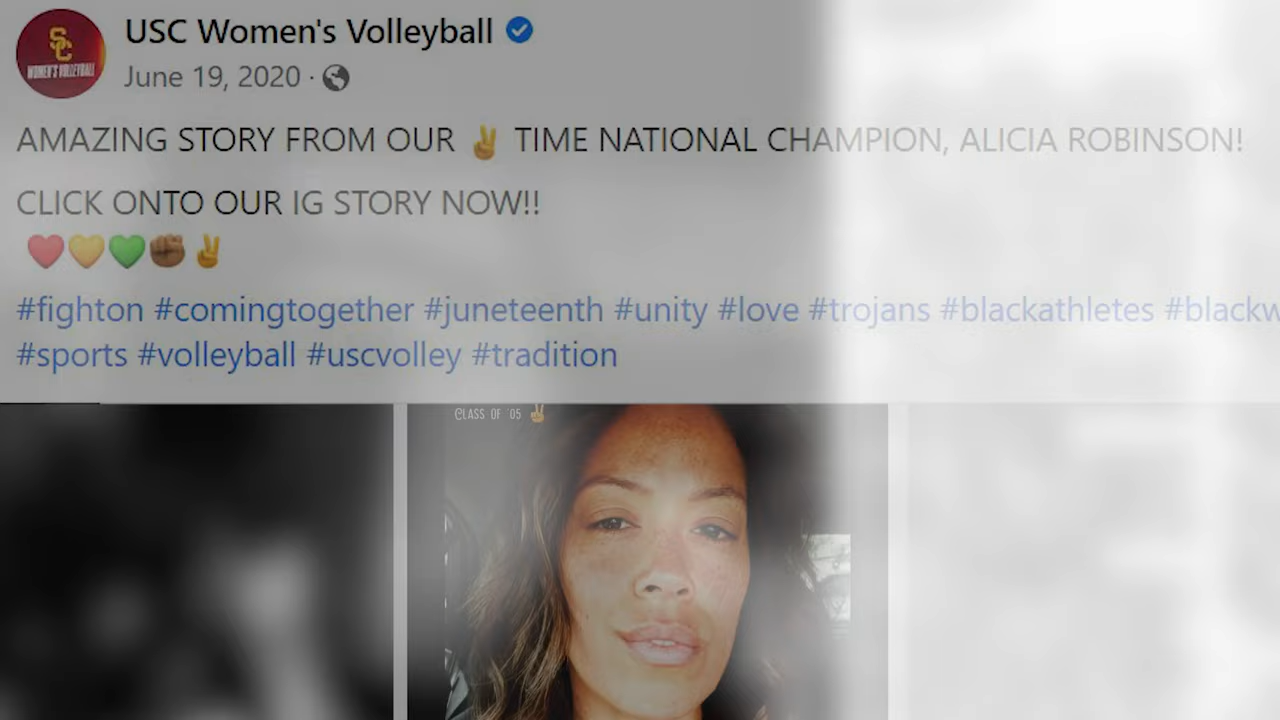 SC
WOMEN'S VOLLEYBALL
USC Women's Volleyball
June 19, 2020 ·
AMAZING STORY FROM OUR ✌ TIME NATIONAL CHAMPION, ALICIA ROBINSON!
CLICK ONTO OUR IG STORY NOW!!
#fighton #comingtogether #juneteenth #unity #love #trojans #blackathletes #blackw
#sports #volleyball #uscvolley #tradition
CLASS OF '05 ✌